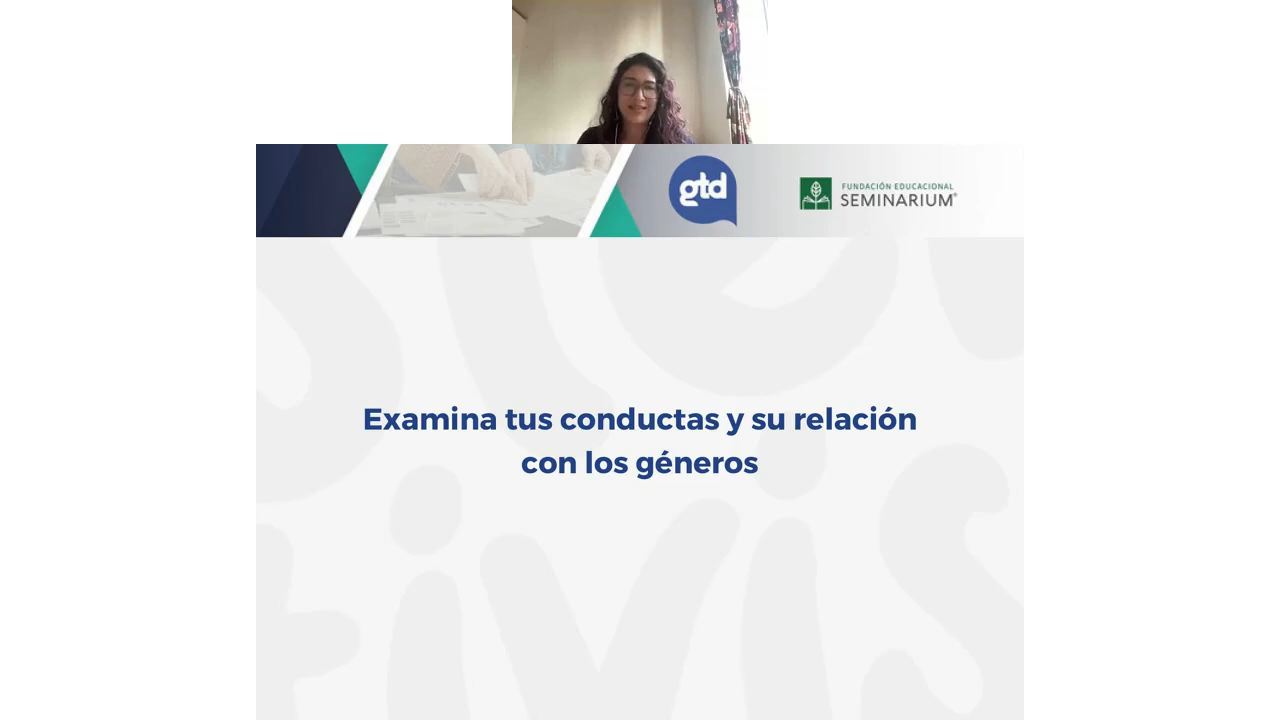 gtd
FUNDACIÓN EDUCACIONAL
SEMINARIUM®
Examina tus conductas y su relación
con los géneros